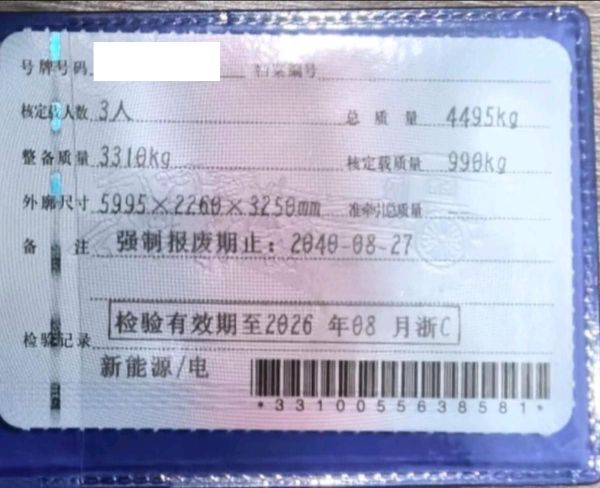 号牌号码 档案编号
核定载人数 3人 总质量 4495kg
整备质量 3310kg 核定载质量 990kg
外廓尺寸 5995×2260×3250mm 准牵引总质量 --
备注 强制报废期止：2040-08-27
检验记录 检验有效期至2026 年08 月浙C
新能源/电
*3310055638581*